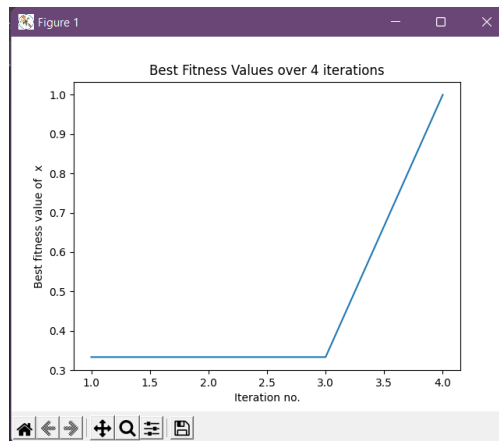 Figure 1
Best Fitness Values over 4 iterations
Best fitness value of x
1.0
0.9
0.8
0.7
0.6
0.5
0.4
0.3
1.0 1.5 2.0 2.5 3.0 3.5 4.0
Iteration no.